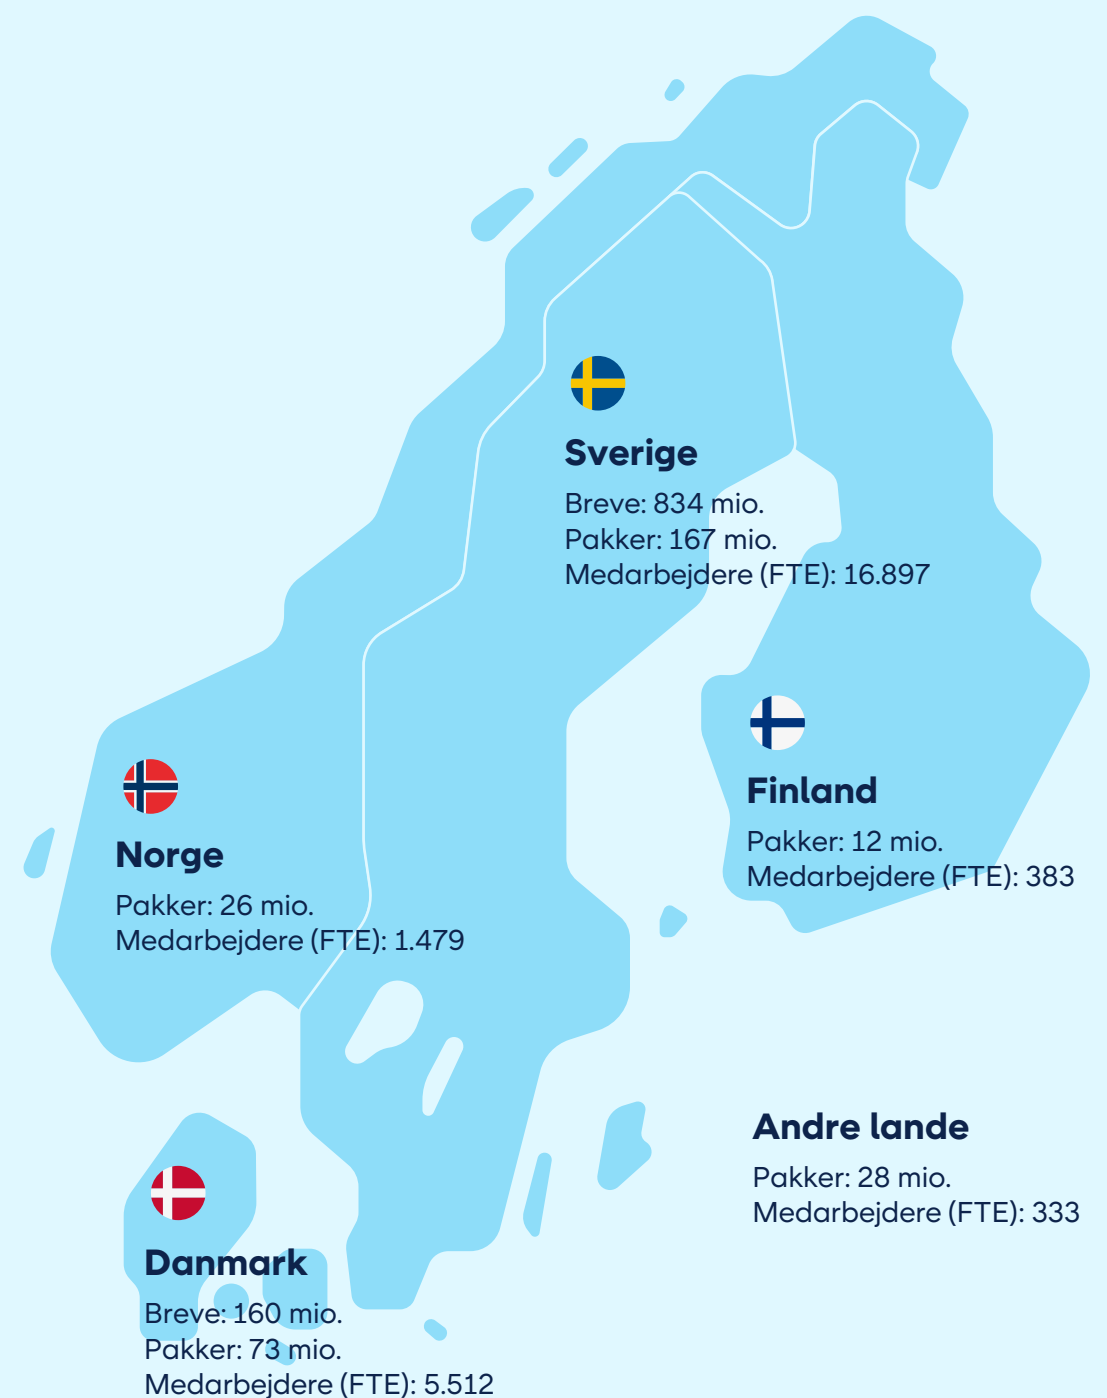 Sverige
Breve: 834 mio.
Pakker: 167 mio.
Medarbejdere (FTE): 16.897
Finland
Pakker: 12 mio.
Medarbejdere (FTE): 383
Norge
Pakker: 26 mio.
Medarbejdere (FTE): 1.479
Andre lande
Pakker: 28 mio.
Medarbejdere (FTE): 333
Danmark
Breve: 160 mio.
Pakker: 73 mio.
Medarbejdere (FTE): 5.512